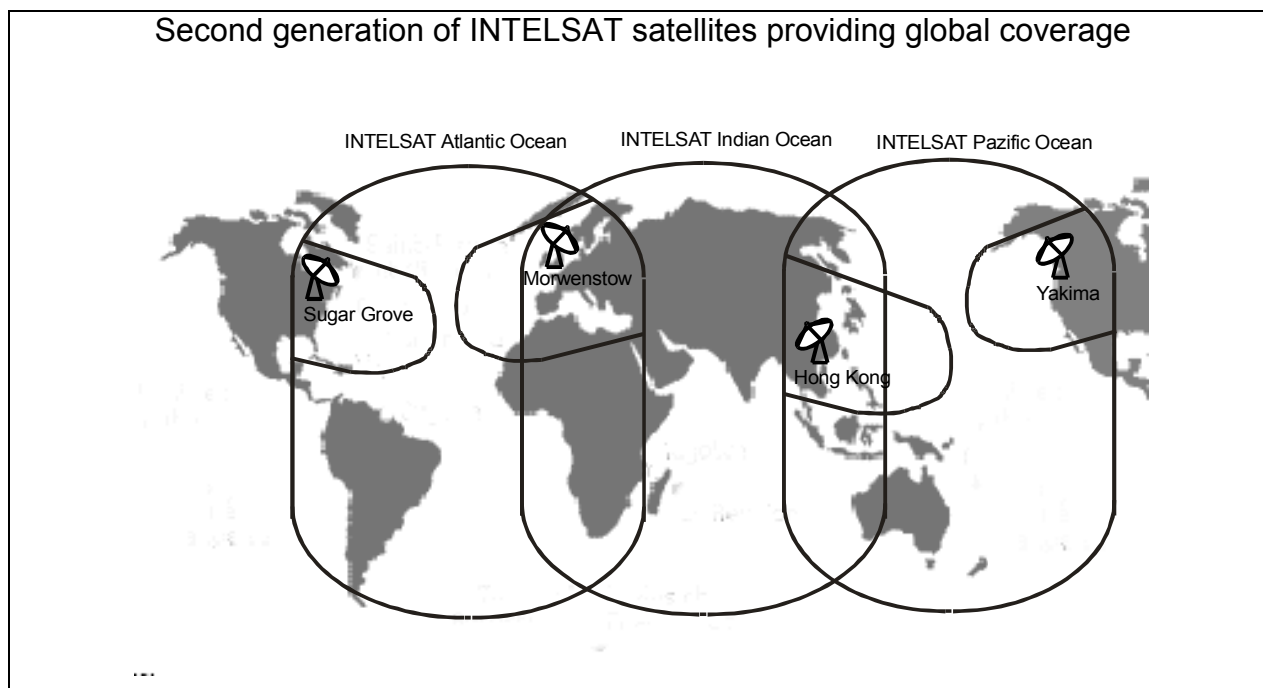 Second generation of INTELSAT satellites providing global coverage
INTELSAT Atlantic Ocean
INTELSAT Indian Ocean
INTELSAT Pazific Ocean
Morwenstow
Sugar Grove
Yakima
Hong Kong